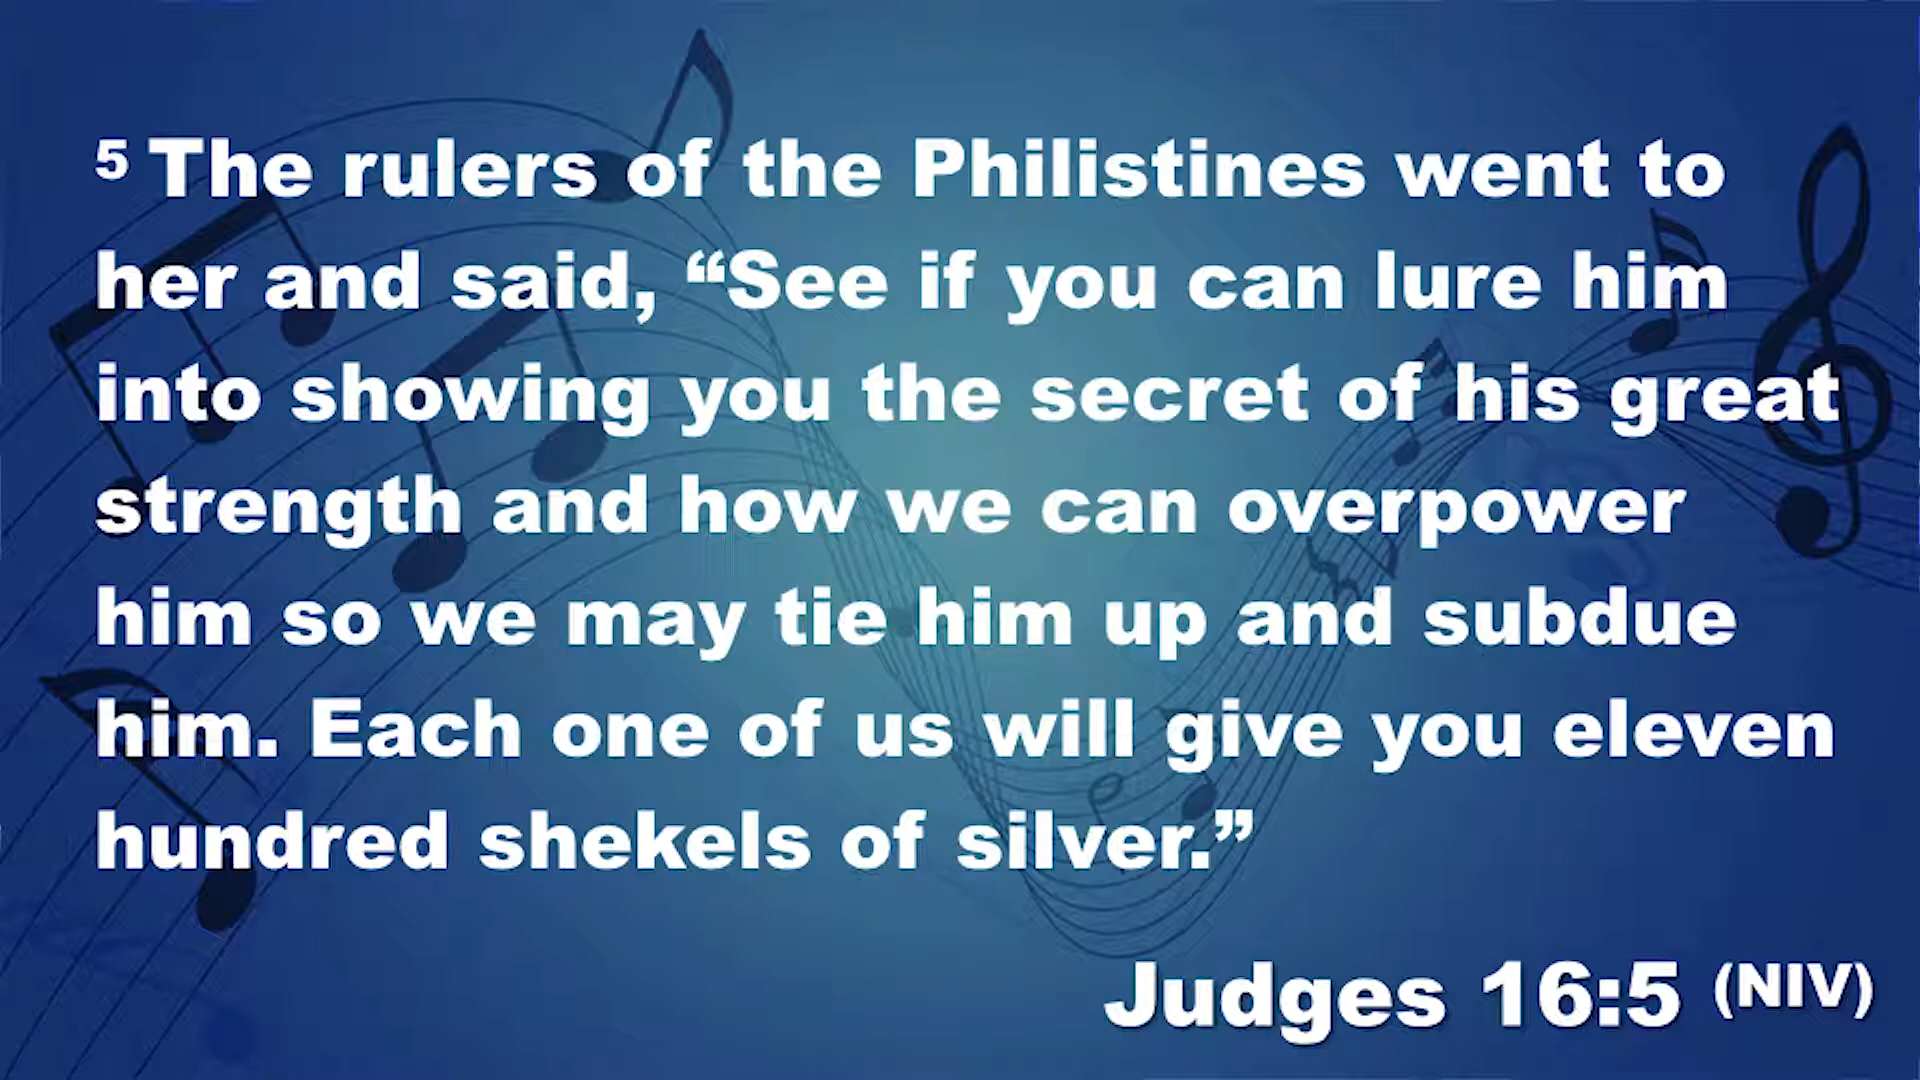 5 The rulers of the Philistines went to
her and said, “See if you can lure him
into showing you the secret of his great
strength and how we can overpower
him so we may tie him up and subdue
him. Each one of us will give you eleven
hundred shekels of silver.”
Judges 16:5 (NIV)